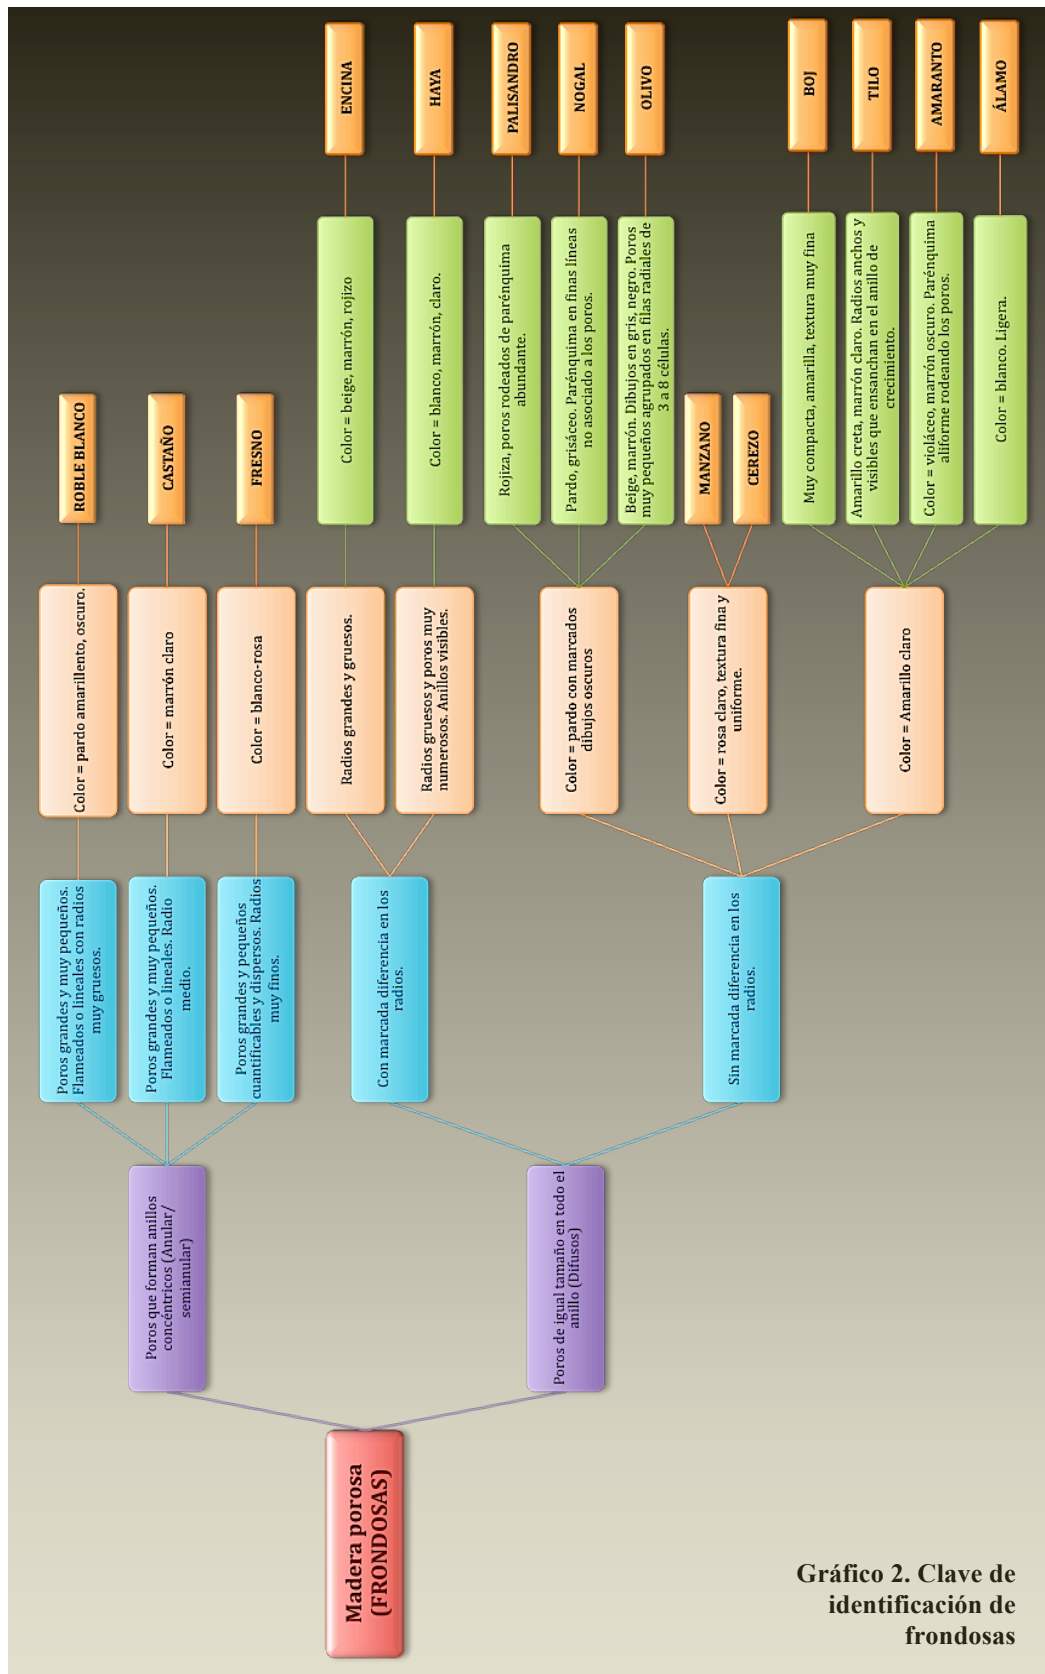 Madera porosa
(FRONDOSAS)
Poros que forman anillos
concéntricos (Anular/
semianular)
Poros grandes y muy pequeños.
Flameados o lineales con radios
muy gruesos.
Color = pardo amarillento, oscuro.
ROBLE BLANCO
Poros grandes y muy pequeños.
Flameados o lineales. Radio
medio.
Color = marrón claro
CASTAÑO
Poros grandes y pequeños
cuantificables y dispersos. Radios
muy finos.
Color = blanco-rosa
FRESNO
Poros de igual tamaño en todo el
anillo (Difusos)
Con marcada diferencia en los
radios.
Radios grandes y gruesos.
Color = beige, marrón, rojizo
ENCINA
Radios gruesos y poros muy
numerosos. Anillos visibles.
Color = blanco, marrón, claro.
HAYA
Sin marcada diferencia en los
radios.
Color = pardo con marcados
dibujos oscuros
Rojiza, poros rodeados de parénquima
abundante.
PALISANDRO
Pardo, grisáceo. Parénquima en finas líneas
no asociado a los poros.
NOGAL
Beige, marrón. Dibujos en gris, negro. Poros
muy pequeños agrupados en filas radiales de
3 a 8 células.
OLIVO
Color = rosa claro, textura fina y
uniforme.
MANZANO
CEREZO
Color = Amarillo claro
Muy compacta, amarilla, textura muy fina
BOJ
Amarillo creta, marrón claro. Radios anchos y
visibles que ensanchan en el anillo de
crecimiento.
TILO
Color = violáceo, marrón oscuro. Parénquima
aliforme rodeando los poros.
AMARANTO
Color = blanco. Ligera.
ÁLAMO
Gráfico 2. Clave de
identificación de
frondosas